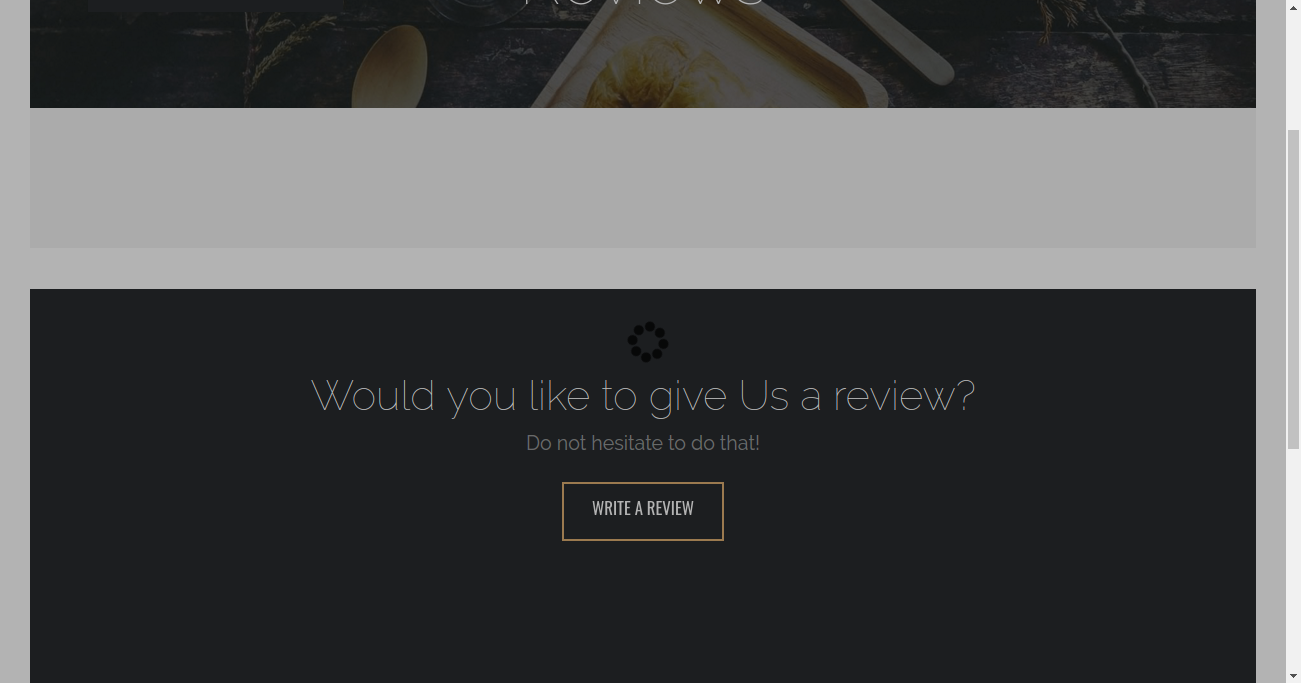 Reviews
Would you like to give Us a review?
Do not hesitate to do that!
WRITE A REVIEW